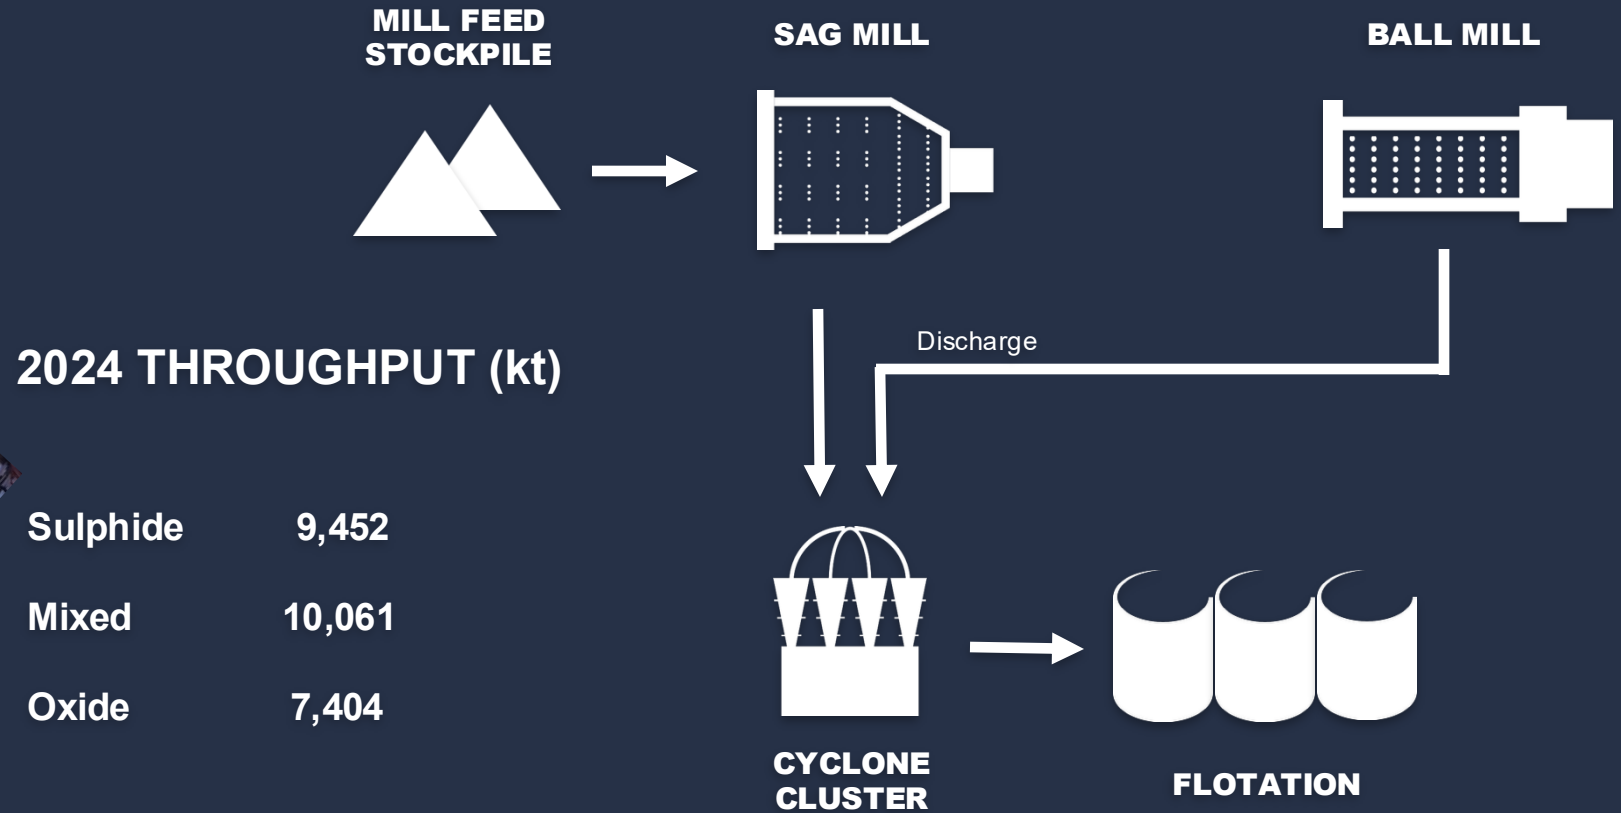 MILL FEED
STOCKPILE
SAG MILL
BALL MILL
Discharge
2024 THROUGHPUT (kt)
Sulphide 9,452
Mixed 10,061
Oxide 7,404
CYCLONE
CLUSTER
FLOTATION